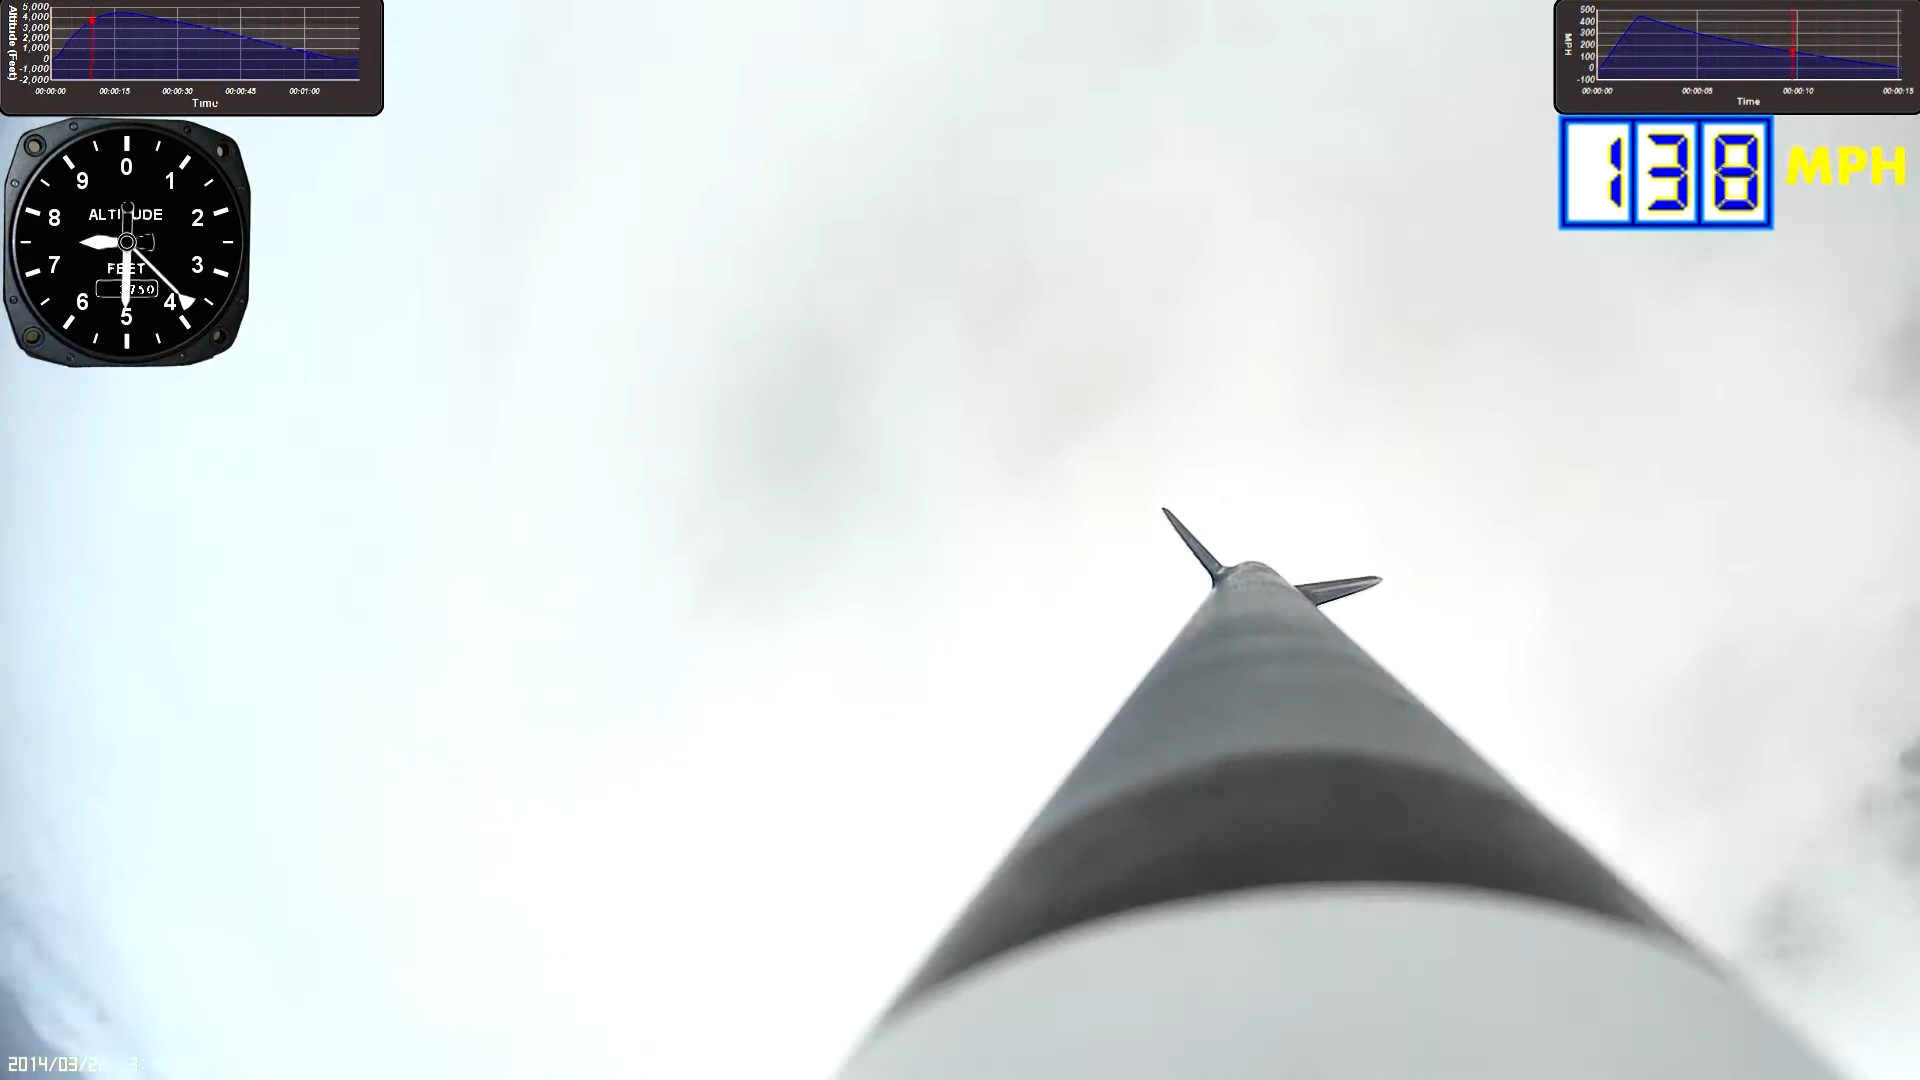 Altitude (Feet)
5,000
4,000
3,000
2,000
1,000
0
-1,000
-2,000
00:00:00 00:00:15 00:00:30 00:00:45 00:01:00
Time
MPH
500
400
300
200
100
0
-100
00:00:00 00:00:05 00:00:10 00:00:15
Time
138 MPH
0
9 1
8 ALTITUDE 2
7 FEET 3
6 3750 4
5